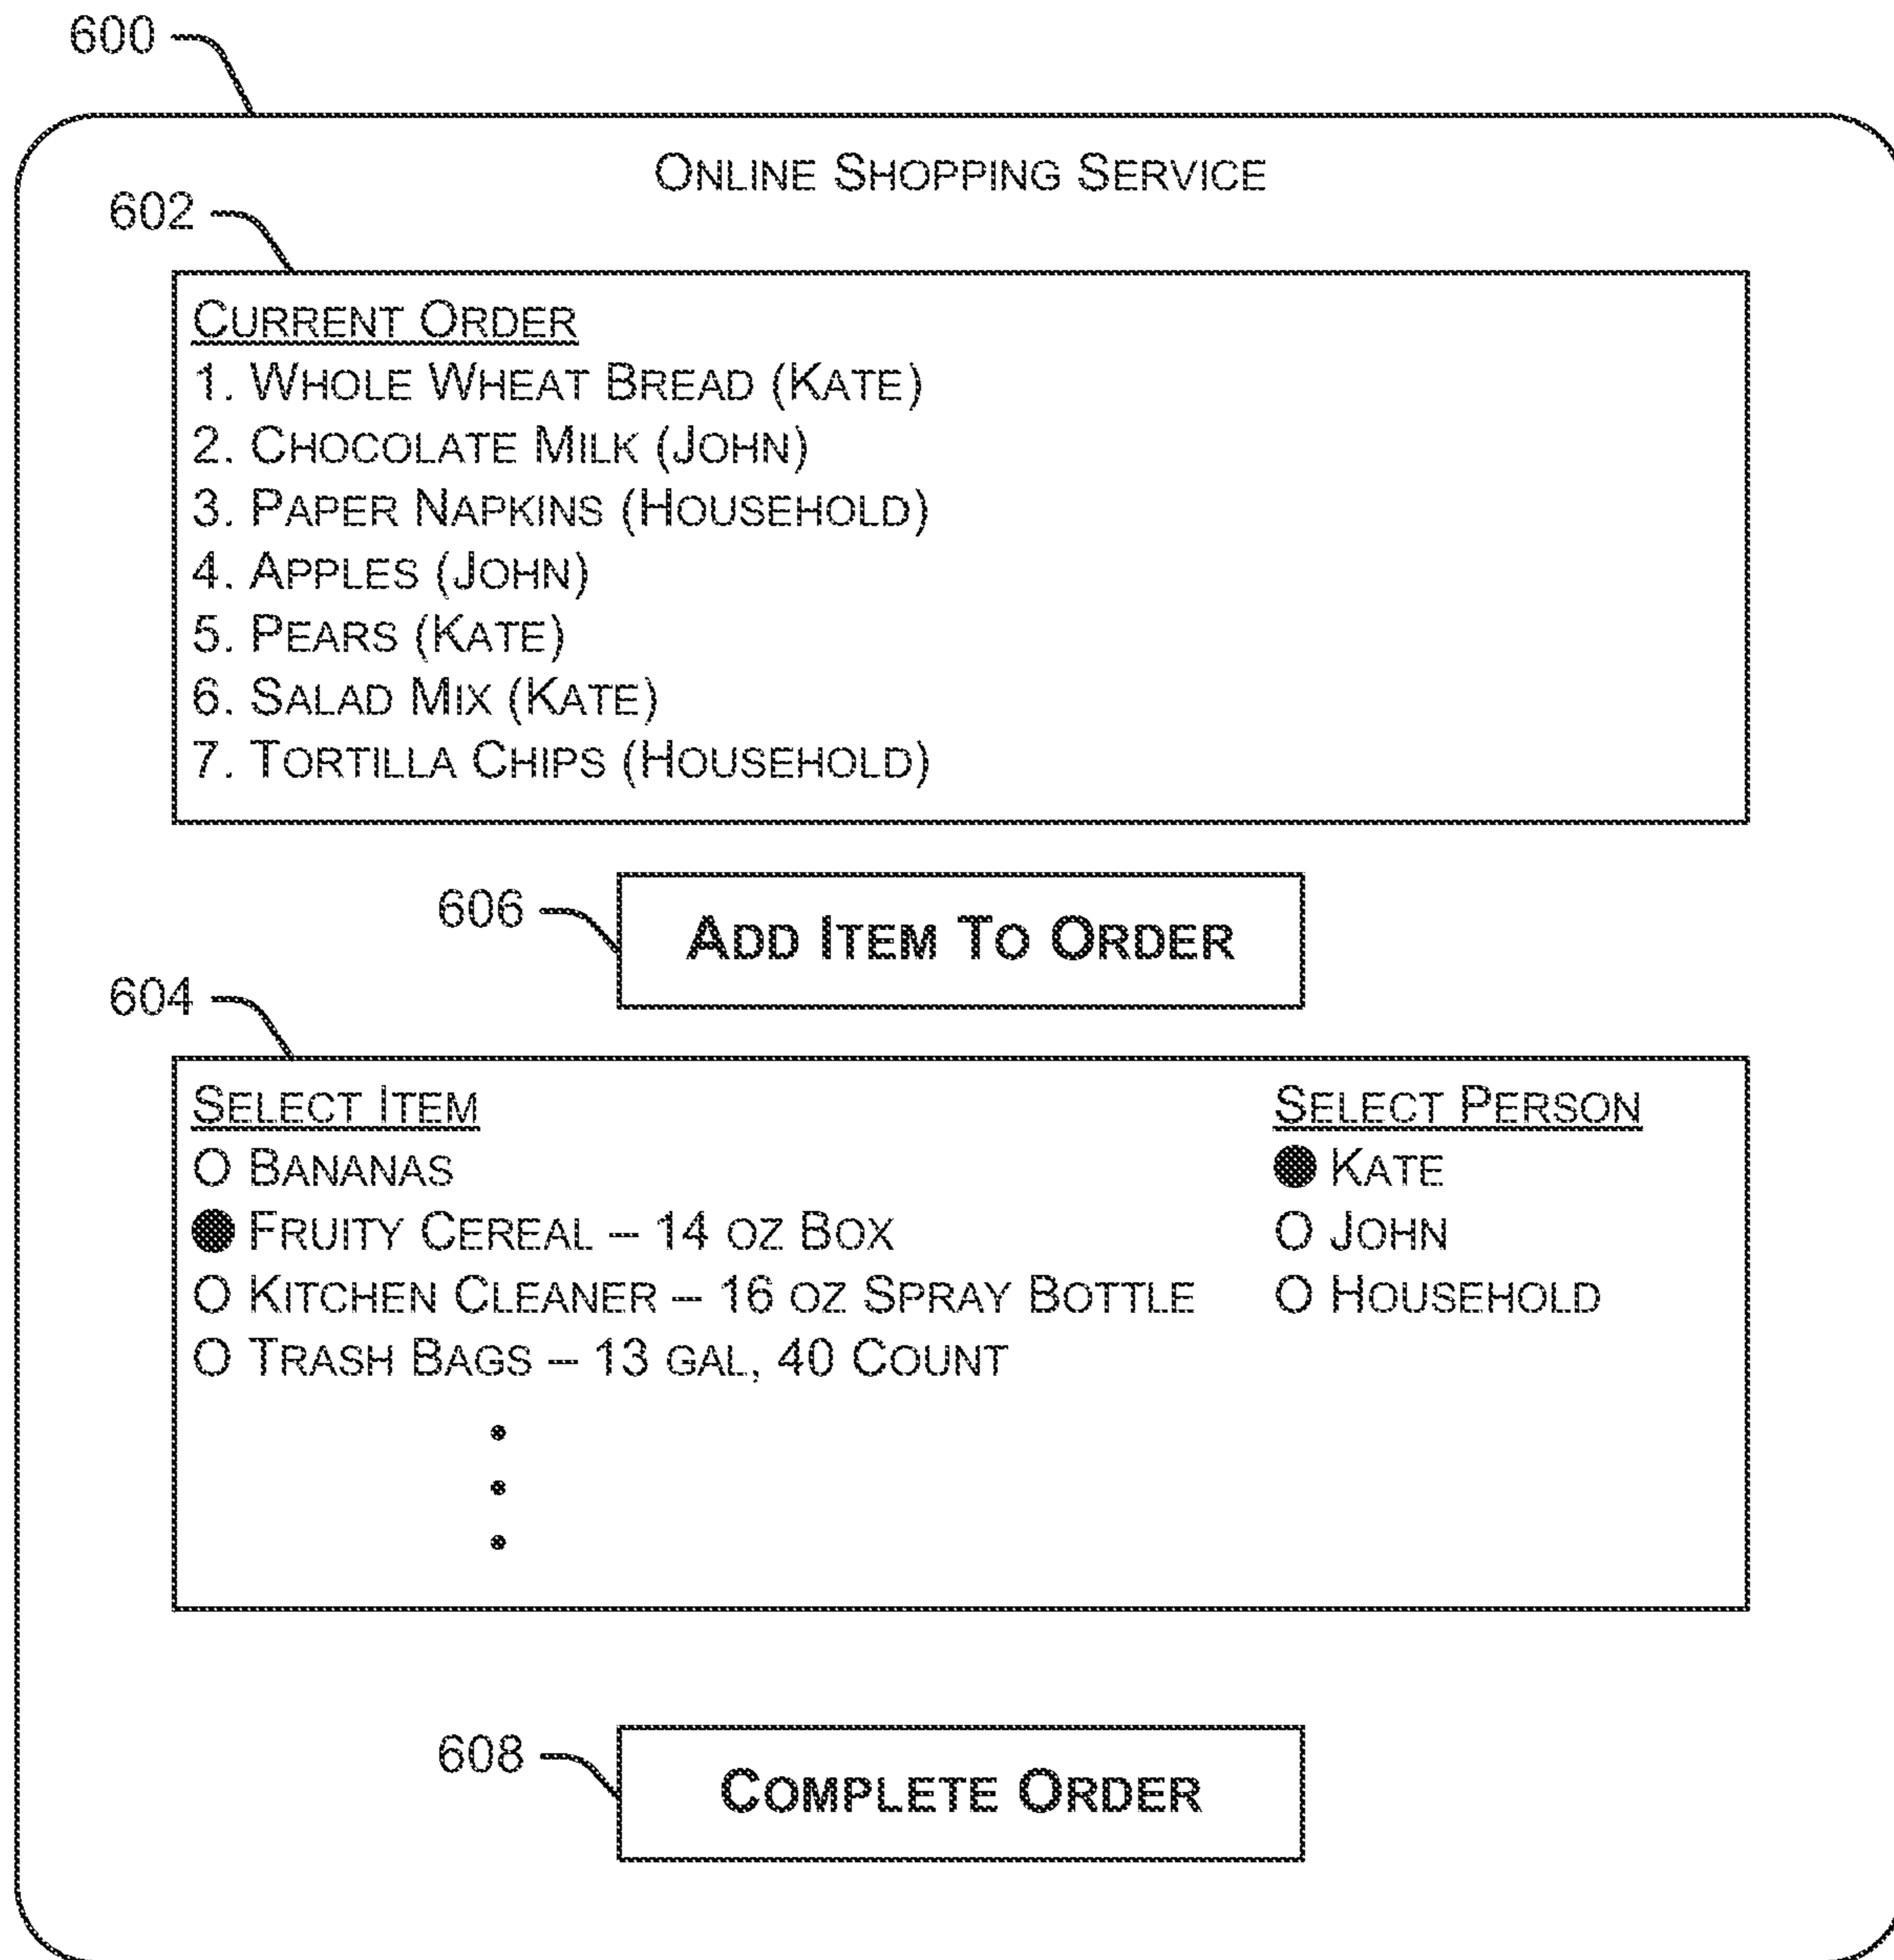 600
ONLINE SHOPPING SERVICE
602
CURRENT ORDER
1. WHOLE WHEAT BREAD (KATE)
2. CHOCOLATE MILK (JOHN)
3. PAPER NAPKINS (HOUSEHOLD)
4. APPLES (JOHN)
5. PEARS (KATE)
6. SALAD MIX (KATE)
7. TORTILLA CHIPS (HOUSEHOLD)
606
ADD ITEM TO ORDER
604
SELECT ITEM
BANANAS
FRUITY CEREAL – 14 OZ BOX
KITCHEN CLEANER – 16 OZ SPRAY BOTTLE
TRASH BAGS – 13 GAL, 40 COUNT
SELECT PERSON
KATE
JOHN
HOUSEHOLD
608
COMPLETE ORDER